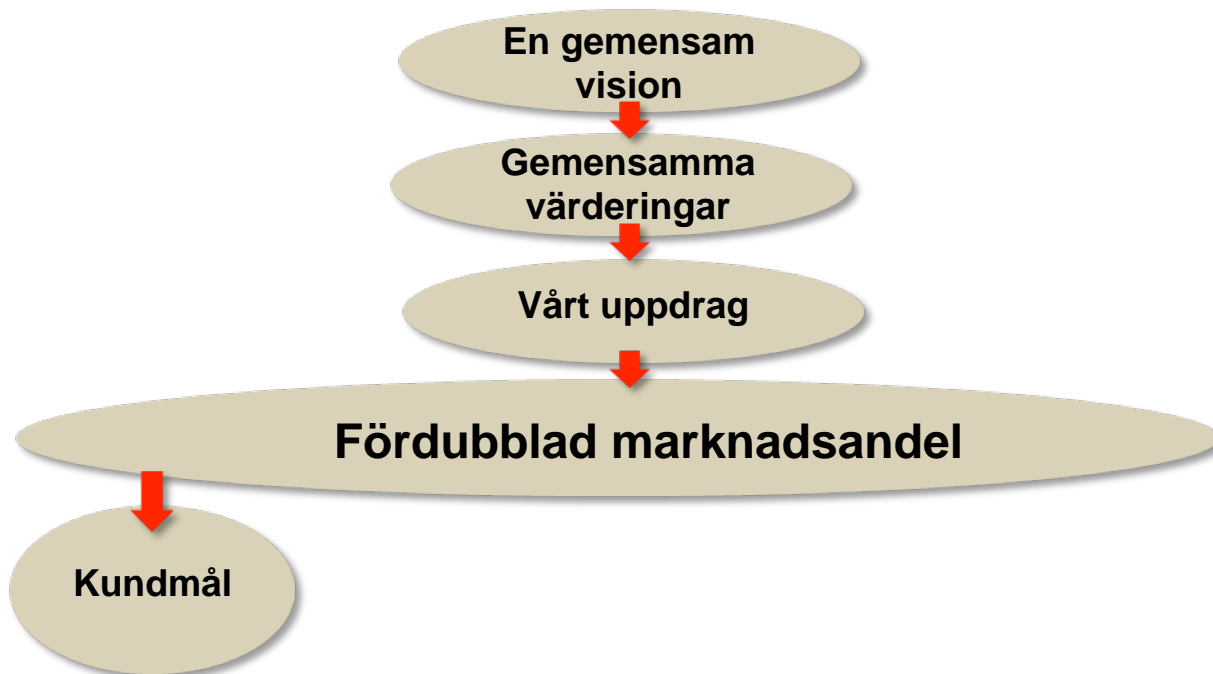 En gemensam
vision
Gemensamma
värderingar
Vårt uppdrag
Fördubblad marknadsandel
Kundmål